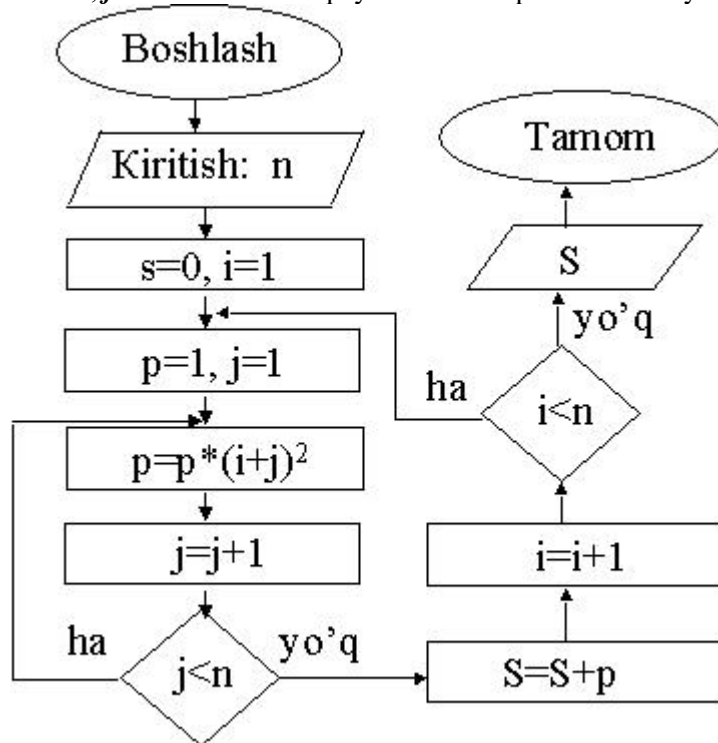 Boshlash
Kiritish: n
s=0, i=1
p=1, j=1
p=p*(i+j)²
j=j+1
ha
j<n
yo’q
S=S+p
i=i+1
ha
i<n
yo’q
S
Tamom